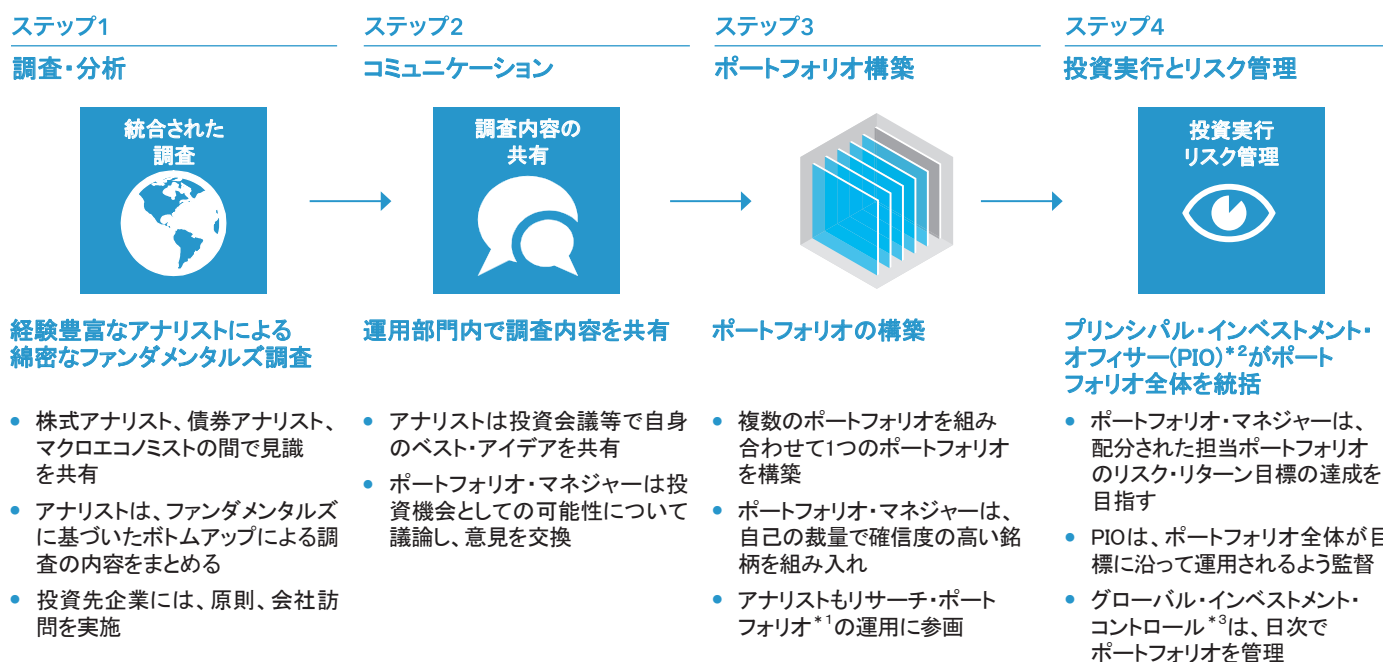 ステップ1
調査・分析
統合された
調査
経験豊富なアナリストによる
綿密なファンダメンタルズ調査
• 株式アナリスト、債券アナリスト、
マクロエコノミストの間で見識
を共有
• アナリストは、ファンダメンタルズ
に基づいたボトムアップによる調
査の内容をまとめる
• 投資先企業には、原則、会社訪
問を実施
ステップ2
コミュニケーション
調査内容の
共有
運用部門内で調査内容を共有
• アナリストは投資会議等で自身
のベスト・アイデアを共有
• ポートフォリオ・マネジャーは投
資機会としての可能性について
議論し、意見を交換
ステップ3
ポートフォリオ構築
ポートフォリオの構築
• 複数のポートフォリオを組み
合わせて1つのポートフォリオ
を構築
• ポートフォリオ・マネジャーは、
自己の裁量で確信度の高い銘
柄を組み入れ
• アナリストもリサーチ・ポート
フォリオ*1の運用に参画
ステップ4
投資実行とリスク管理
投資実行
リスク管理
プリンシパル・インベストメント・
オフィサー(PIO)*2がポート
フォリオ全体を統括
• ポートフォリオ・マネジャーは、
配分された担当ポートフォリオ
のリスク・リターン目標の達成を
目指す
• PIOは、ポートフォリオ全体が目
標に沿って運用されるよう監督
• グローバル・インベストメント・
コントロール*3は、日次で
ポートフォリオを管理